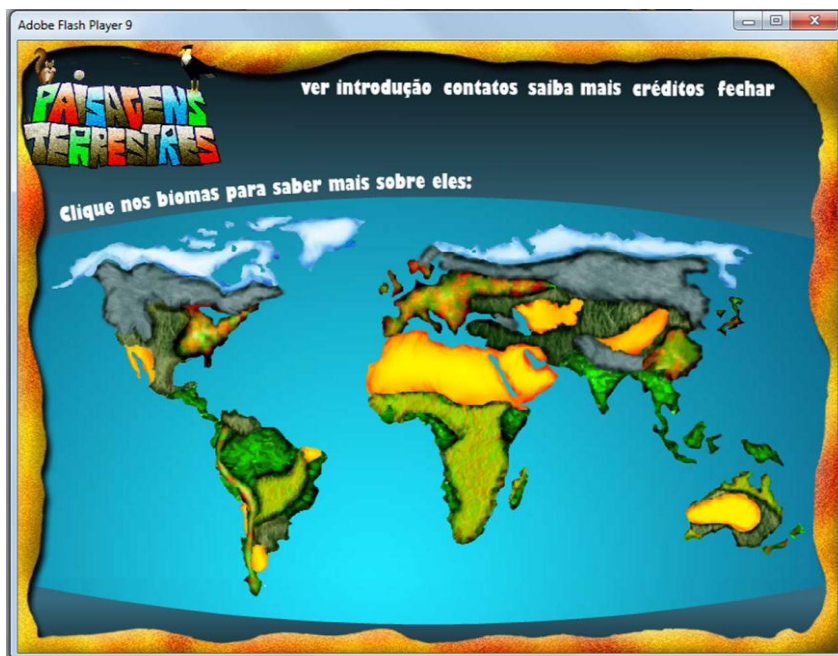 Adobe Flash Player 9
PAISAGENS
TERRESTRES
ver introdução contatos saiba mais créditos fechar
Clique nos biomas para saber mais sobre eles: